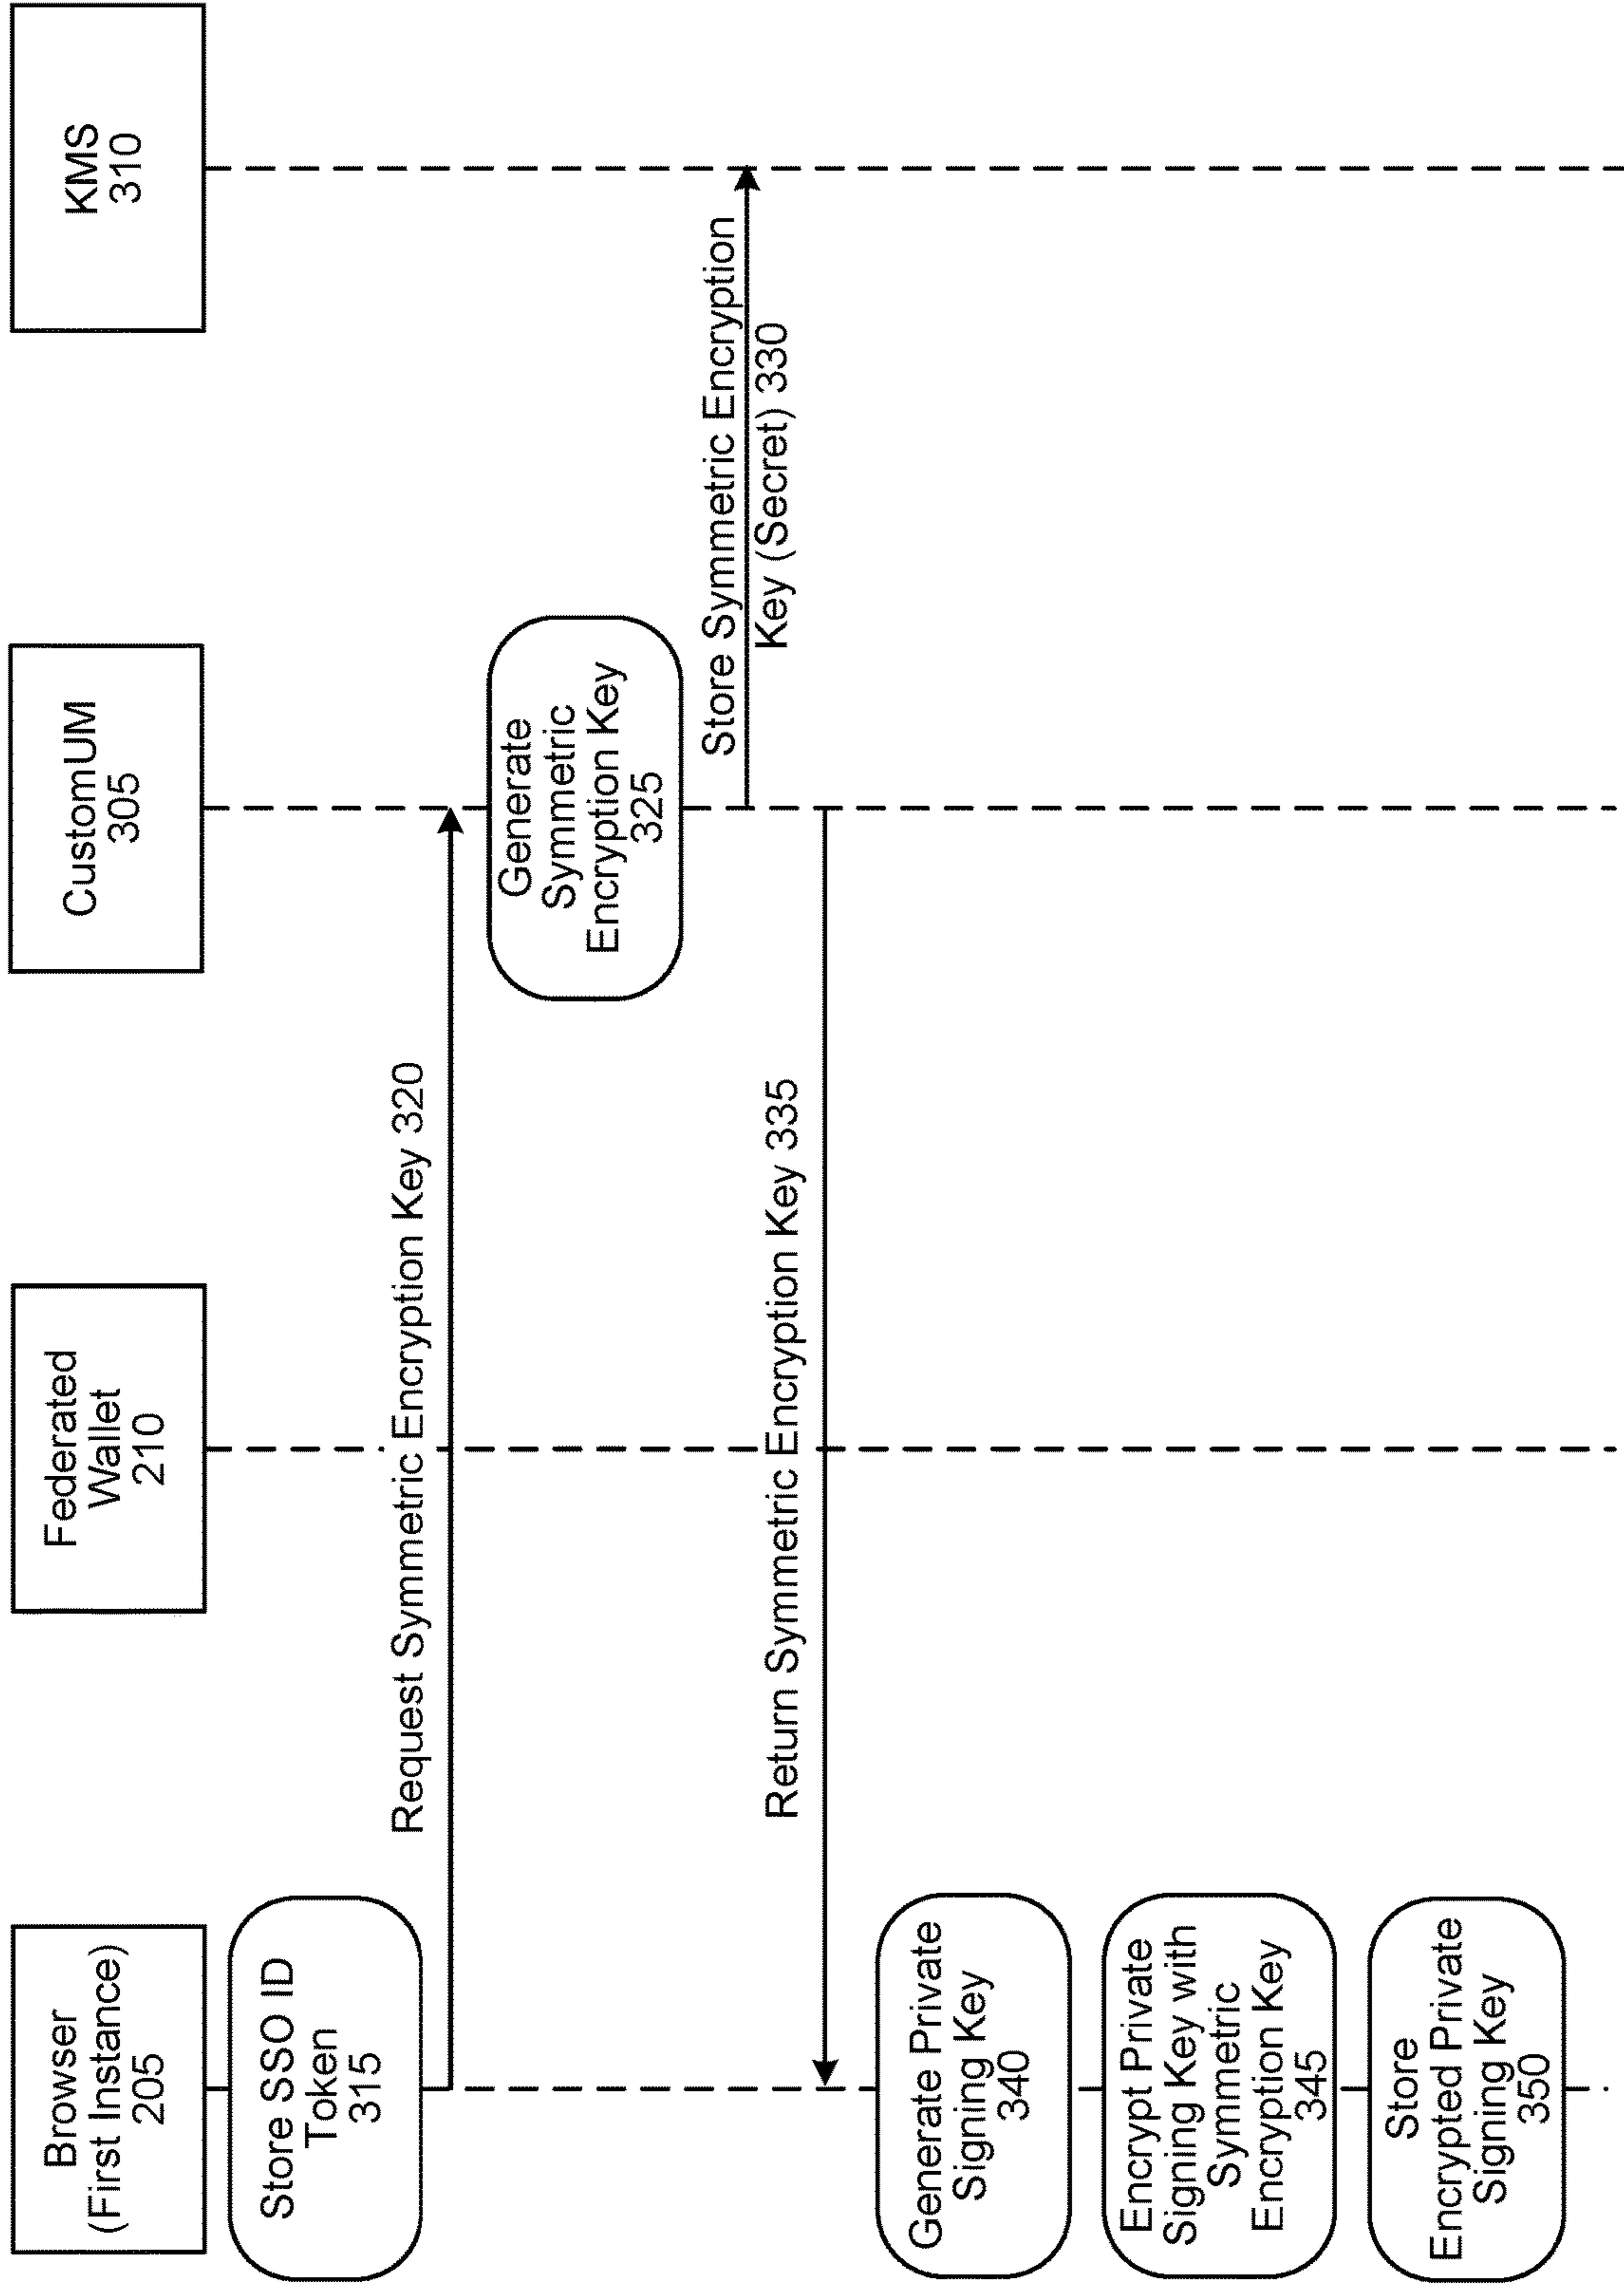 Browser
(First Instance)
205
Federated
Wallet
210
CustomUM
305
KMS
310
Store SSO ID
Token
315
Request Symmetric Encryption Key 320
Generate
Symmetric
Encryption Key
325
Store Symmetric Encryption
Key (Secret) 330
Return Symmetric Encryption Key 335
Generate Private
Signing Key
340
Encrypt Private
Signing Key with
Symmetric
Encryption Key
345
Store
Encrypted Private
Signing Key
350